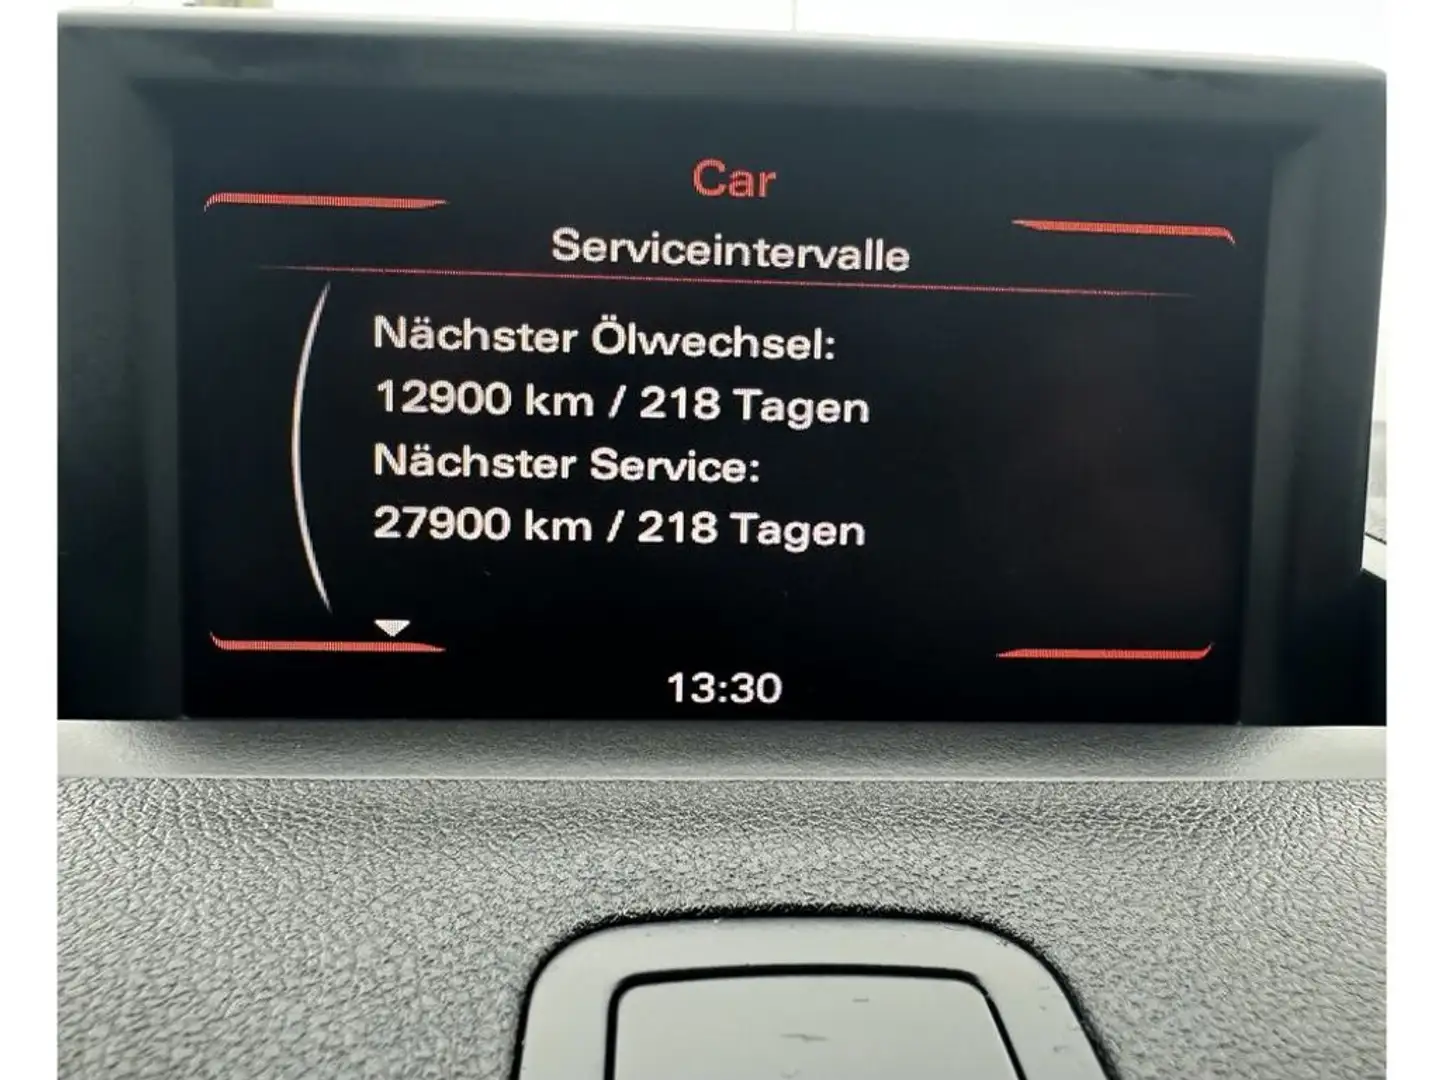 Car
Serviceintervalle
Nächster Ölwechsel:
12900 km / 218 Tagen
Nächster Service:
27900 km / 218 Tagen
13:30